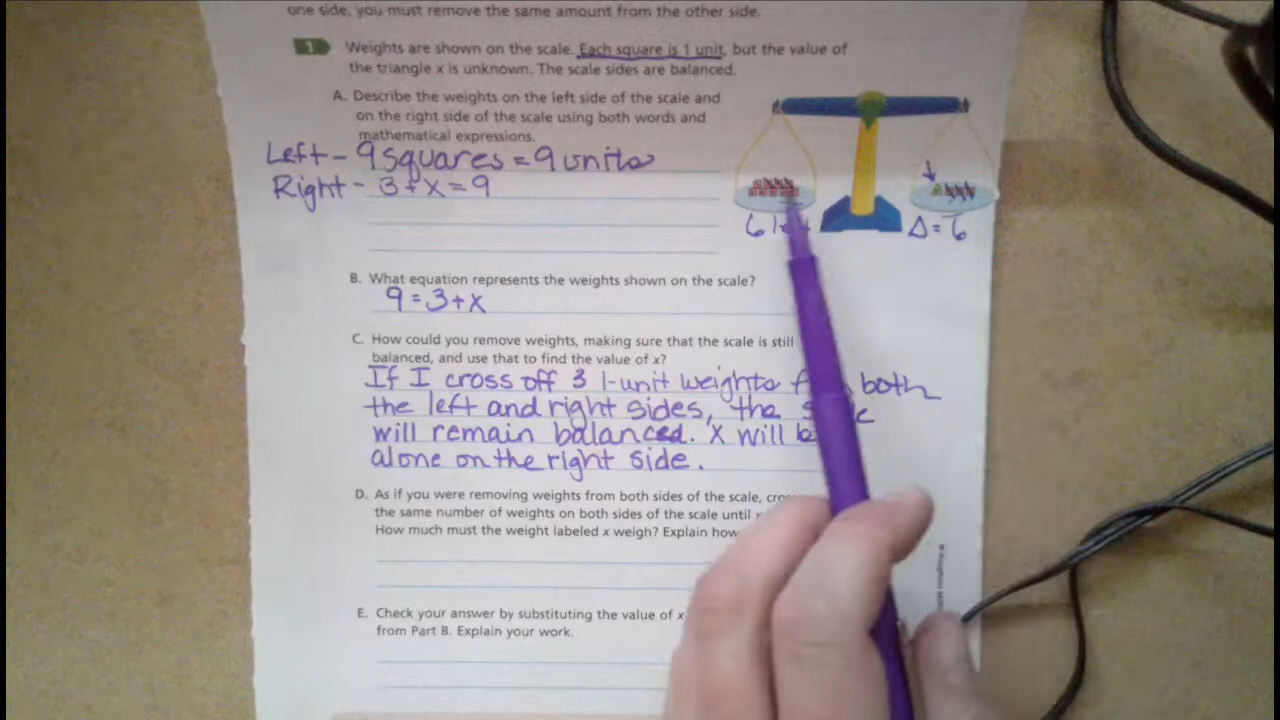 one side, you must remove the same amount from the other side.
1 Weights are shown on the scale. Each square is 1 unit, but the value of
the triangle x is unknown. The scale sides are balanced.
A. Describe the weights on the left side of the scale and
on the right side of the scale using both words and
mathematical expressions.
Left - 9 squares = 9 units
Right - 3 + x = 9
6
Δ = 6
B. What equation represents the weights shown on the scale?
9 = 3 + x
C. How could you remove weights, making sure that the scale is still
balanced, and use that to find the value of x?
If I cross off 3 1-unit weights both
the left and right sides, the
will remain balanced. X will
alone on the right side.
D. As if you were removing weights from both sides of the scale,
the same number of weights on both sides of the scale until
How much must the weight labeled x weigh? Explain how
E. Check your answer by substituting the value of x
from Part B. Explain your work.